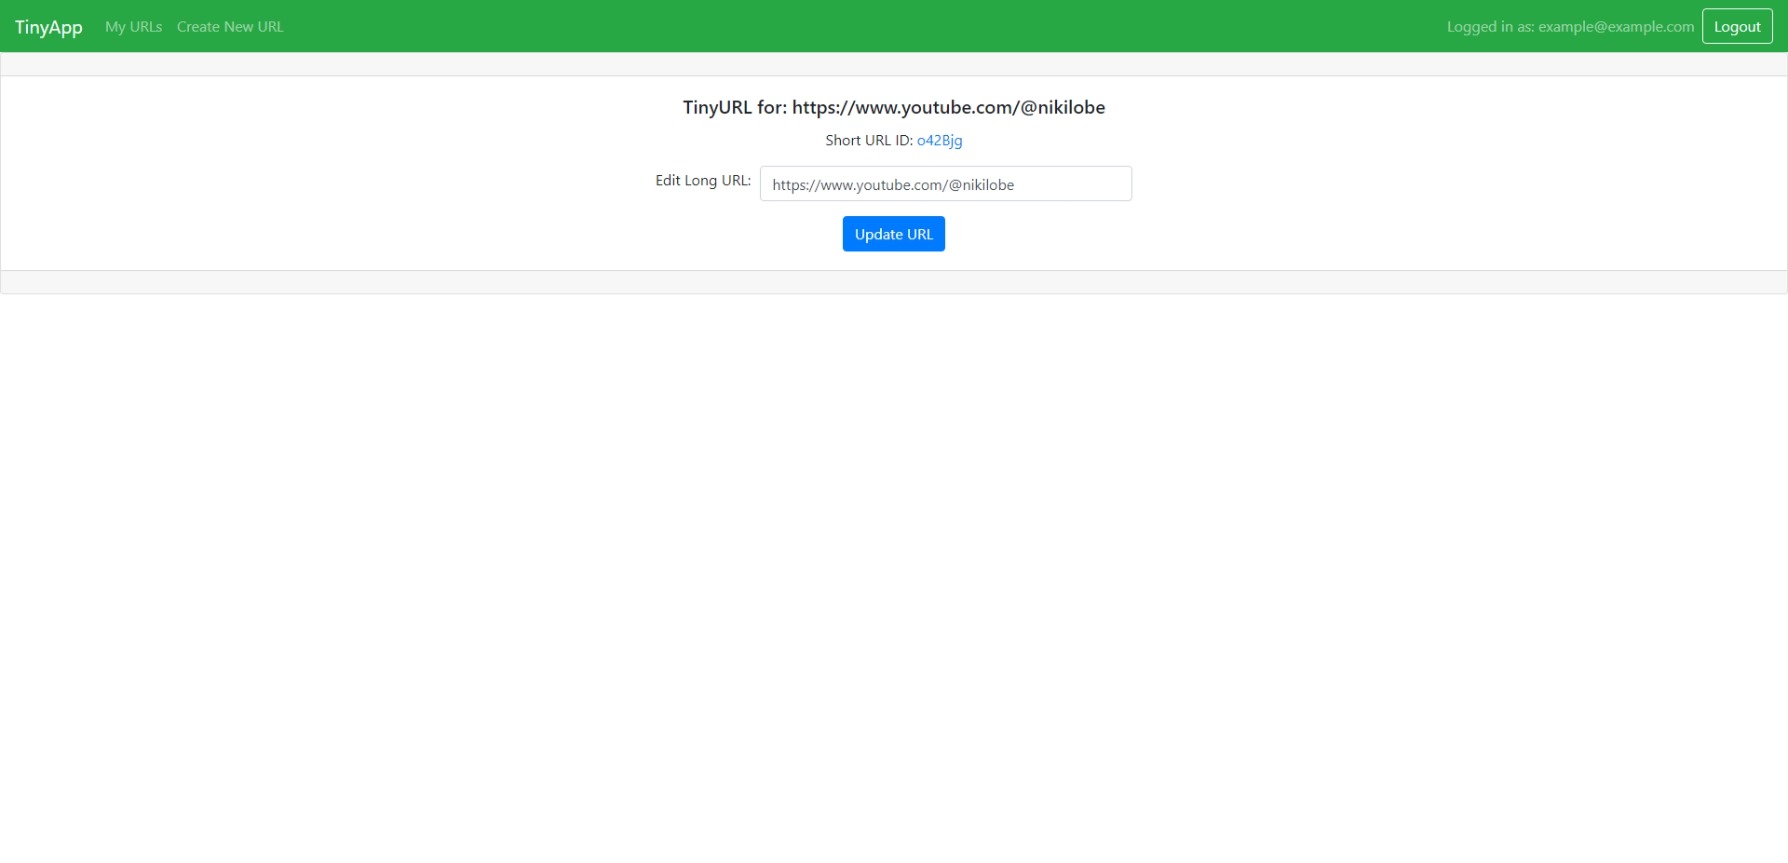 TinyApp My URLs Create New URL Logged in as: example@example.com Logout
TinyURL for: https://www.youtube.com/@nikilobe
Short URL ID: o42Bjg
Edit Long URL: https://www.youtube.com/@nikilobe
Update URL